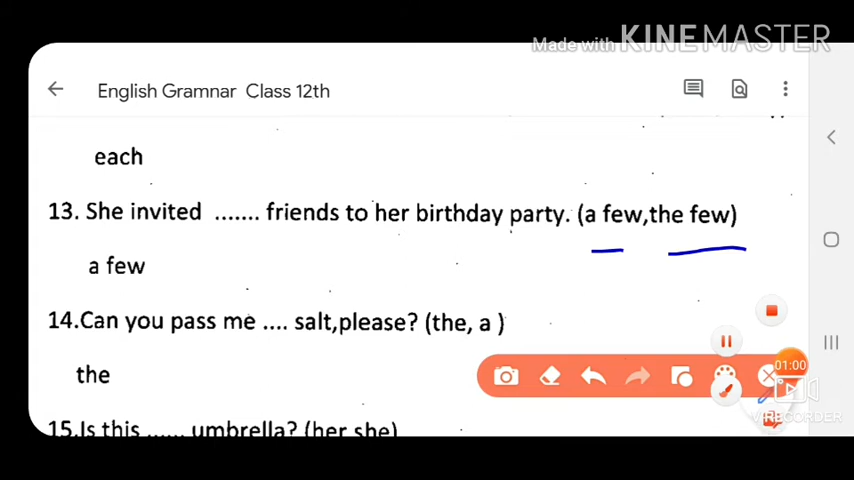 Made with KINEMASTER
English Gramnar Class 12th
each
13. She invited ....... friends to her birthday party. (a few,the few)
a few
14.Can you pass me .... salt,please? (the, a )
the
01:00
VIRECORDER
15.Is this ...... umbrella? (her she)